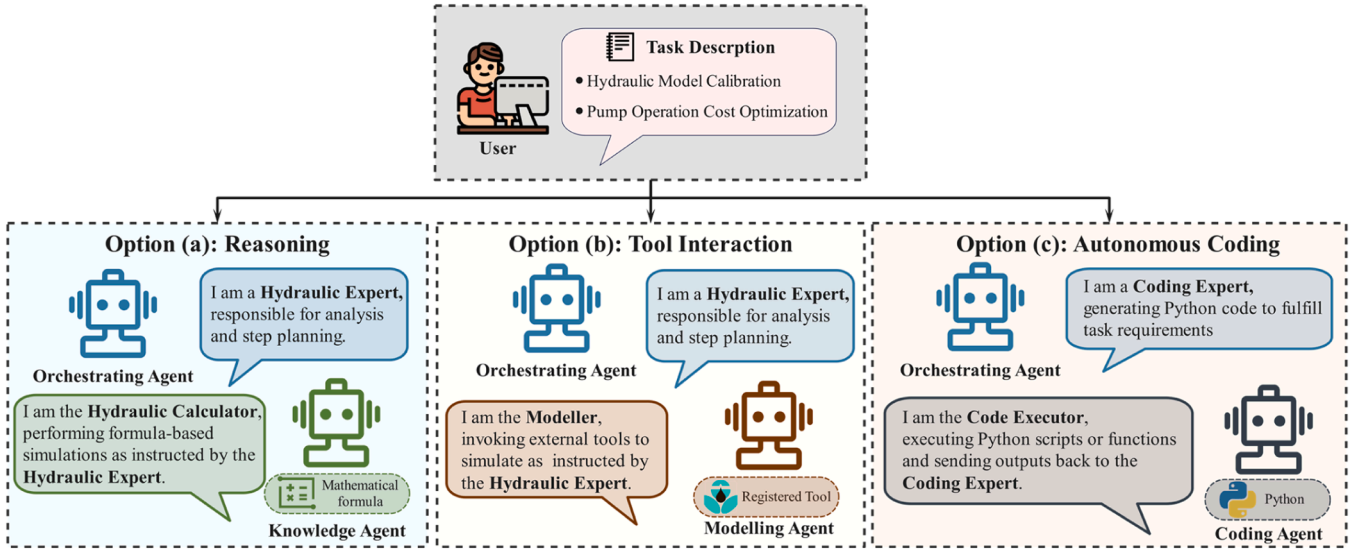 Task Descrption
• Hydraulic Model Calibration
• Pump Operation Cost Optimization
User
Option (a): Reasoning
I am a Hydraulic Expert,
responsible for analysis
and step planning.
Orchestrating Agent
I am the Hydraulic Calculator,
performing formula-based
simulations as instructed by the
Hydraulic Expert.
Mathematical
formula
Knowledge Agent
Option (b): Tool Interaction
I am a Hydraulic Expert,
responsible for analysis
and step planning.
Orchestrating Agent
I am the Modeller,
invoking external tools to
simulate as instructed by
the Hydraulic Expert.
Registered Tool
Modelling Agent
Option (c): Autonomous Coding
I am a Coding Expert,
generating Python code to fulfill
task requirements
Orchestrating Agent
I am the Code Executor,
executing Python scripts or functions
and sending outputs back to the
Coding Expert.
Python
Coding Agent